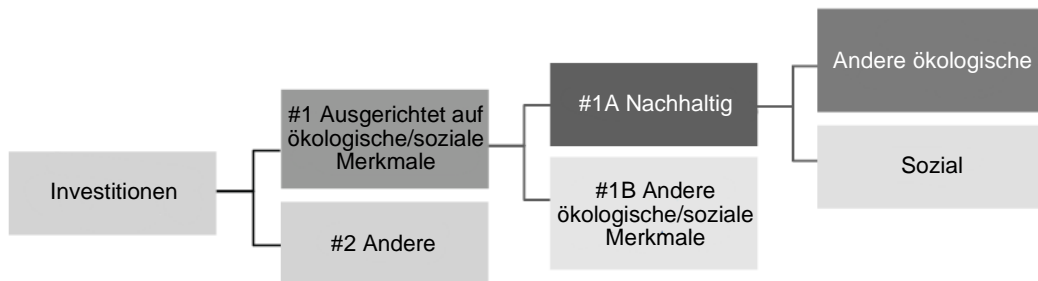 Investitionen
#1 Ausgerichtet auf
ökologische/soziale
Merkmale
#2 Andere
#1A Nachhaltig
#1B Andere
ökologische/soziale
Merkmale
Andere ökologische
Sozial